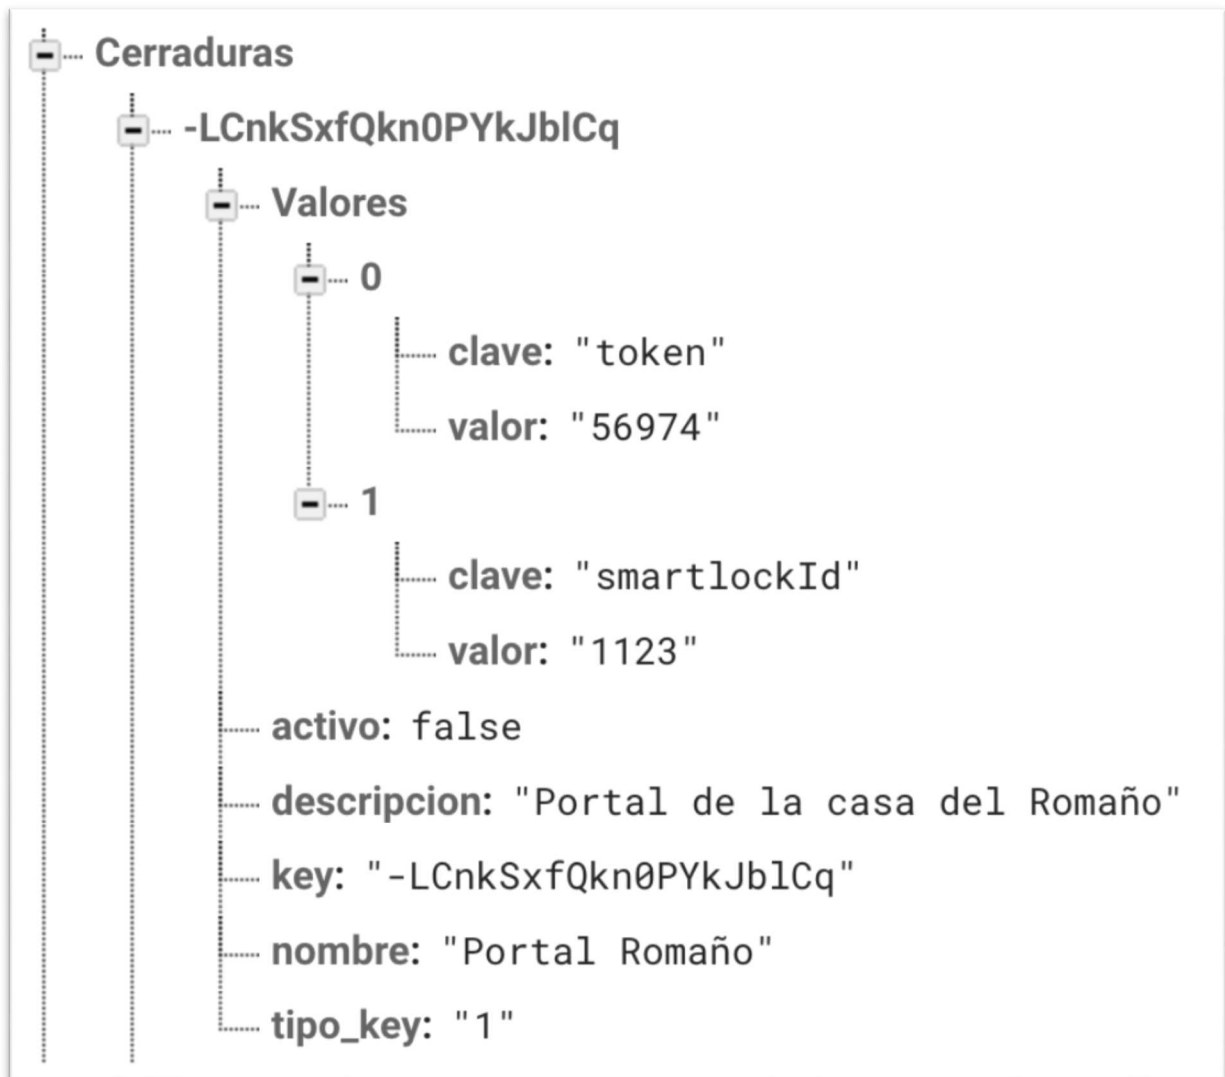 Cerraduras
-LCnkSxfQkn0PYkJblCq
Valores
0
clave: "token"
valor: "56974"
1
clave: "smartlockId"
valor: "1123"
activo: false
descripcion: "Portal de la casa del Romaño"
key: "-LCnkSxfQkn0PYkJblCq"
nombre: "Portal Romaño"
tipo_key: "1"